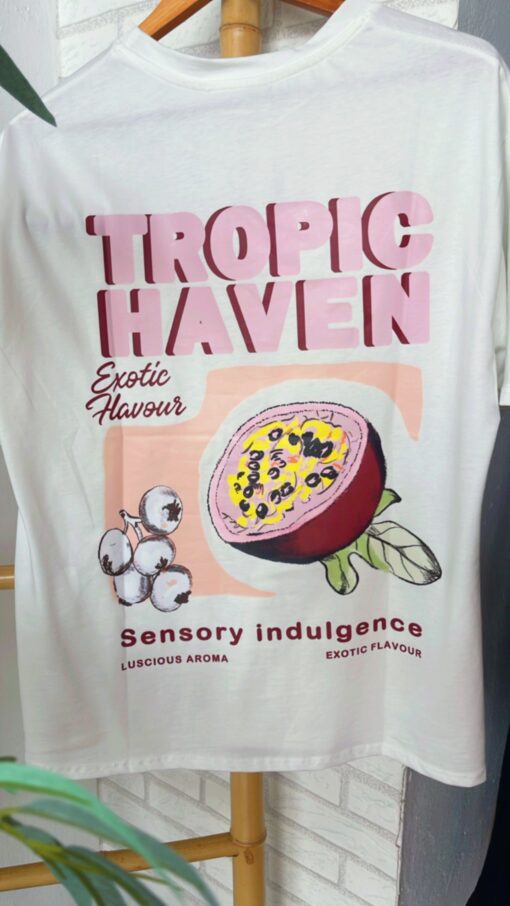 TROPIC
HAVEN
Exotic
Flavour
Sensory indulgence
LUSCIOUS AROMA
EXOTIC FLAVOUR